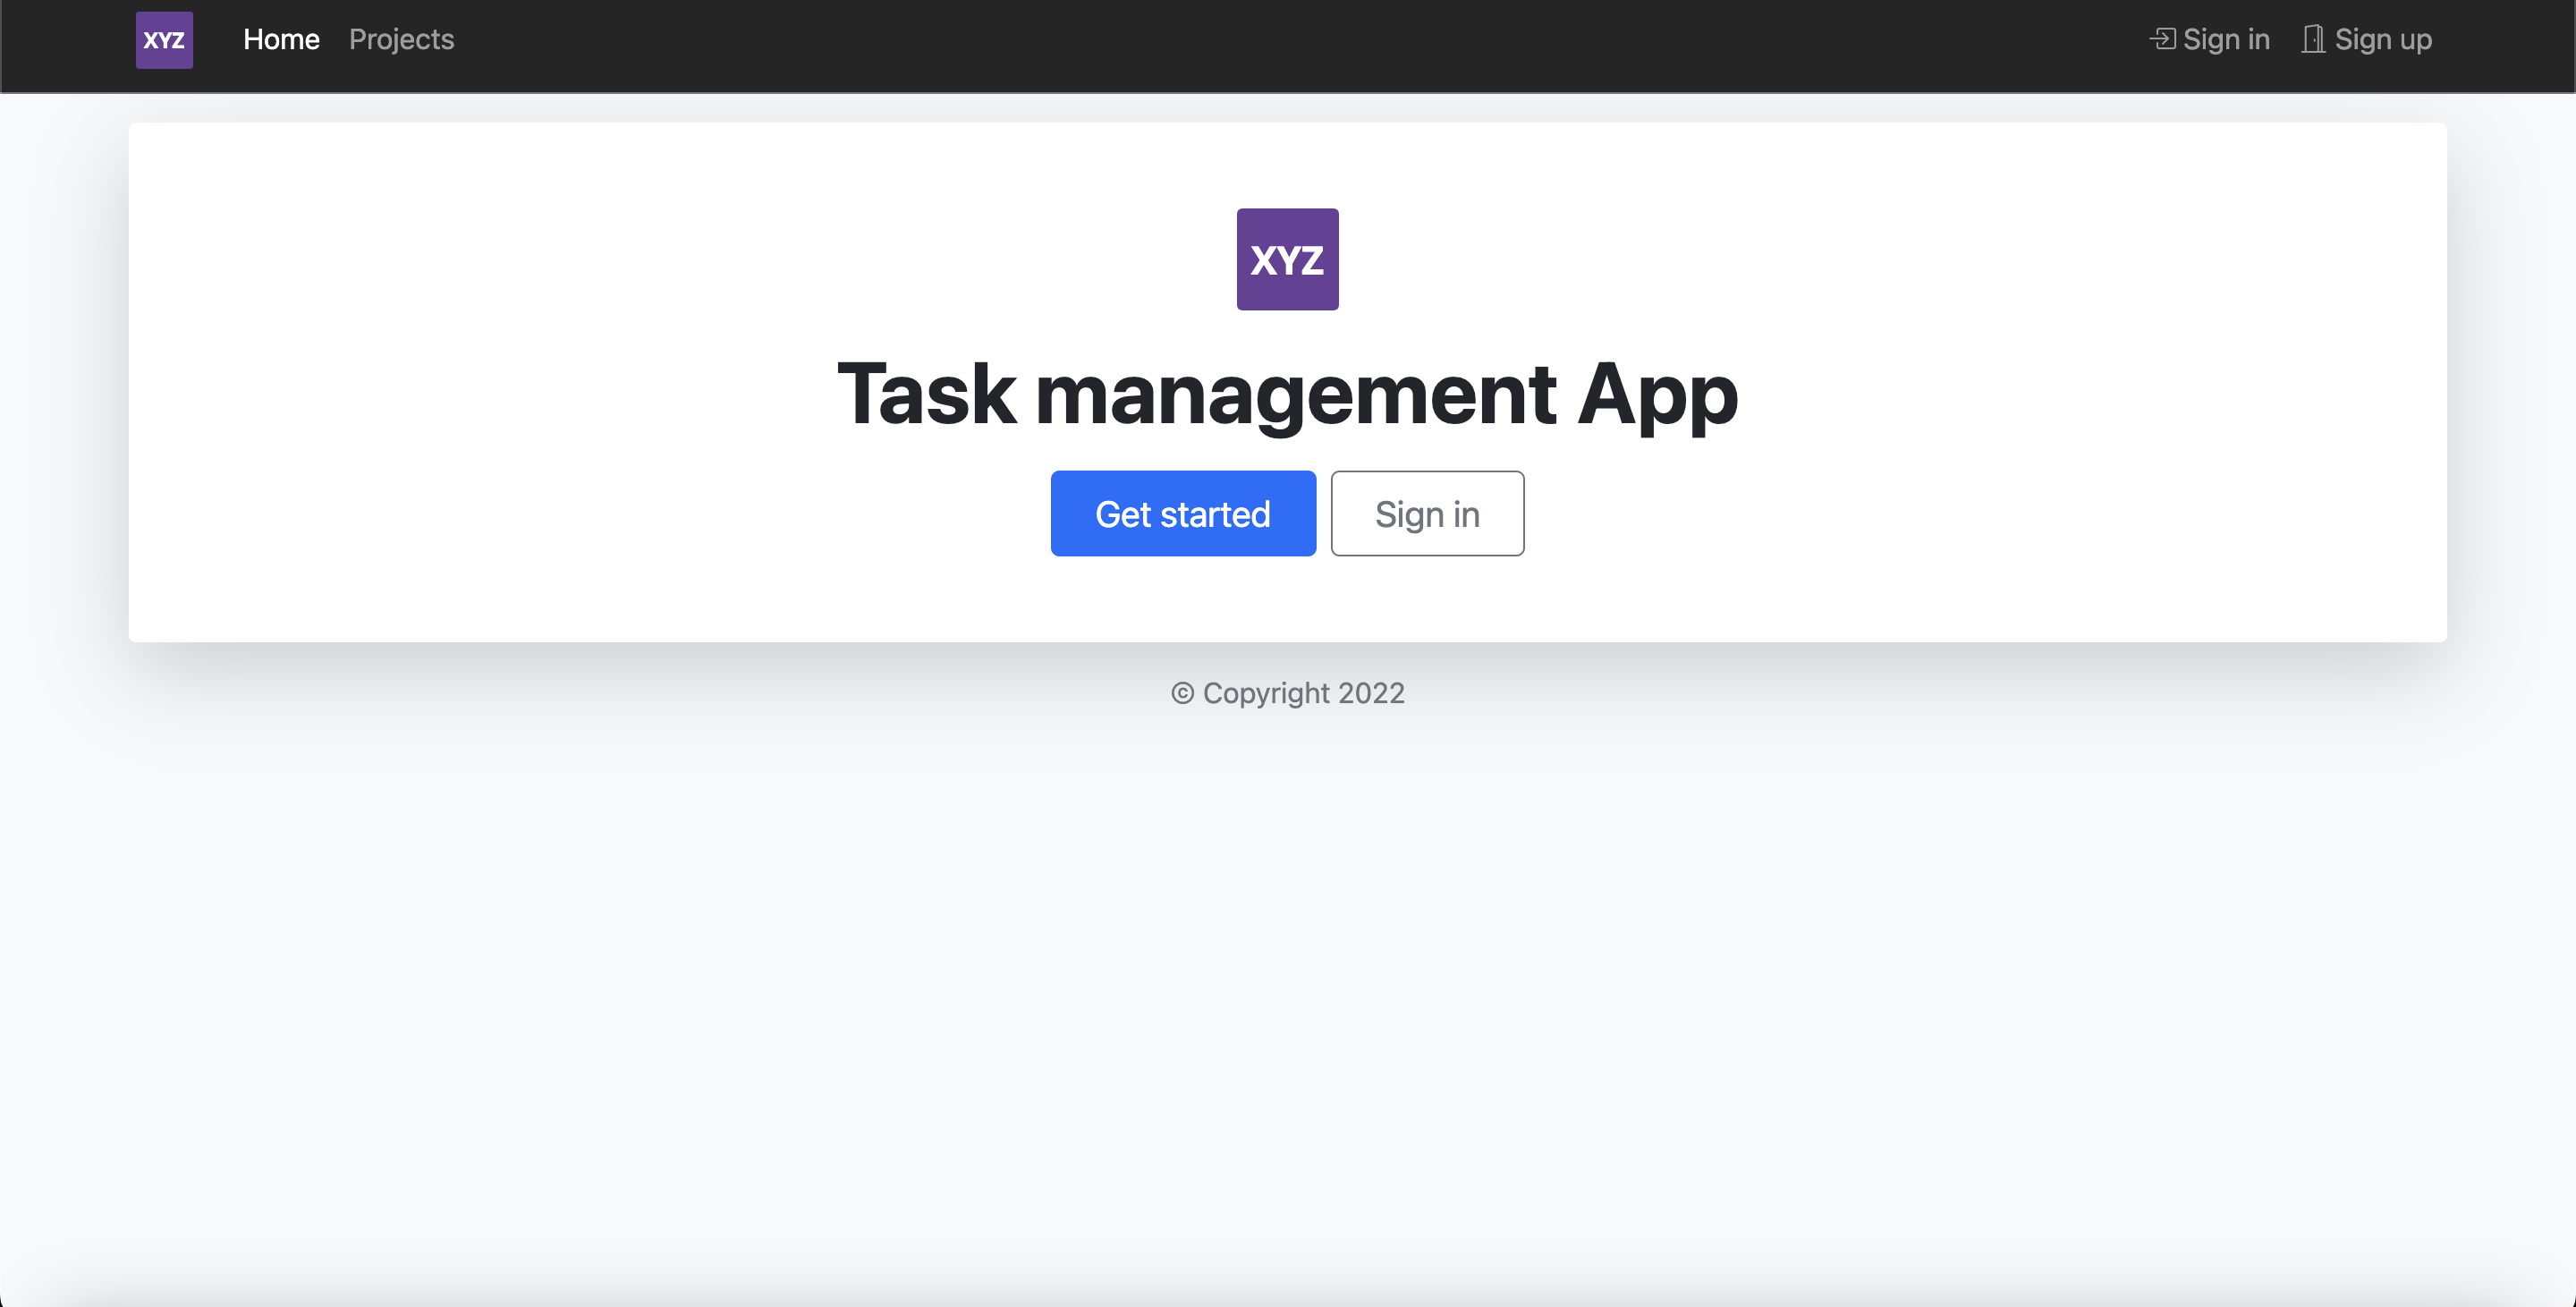 XYZ Home Projects Sign in Sign up
XYZ
Task management App
Get started Sign in
© Copyright 2022